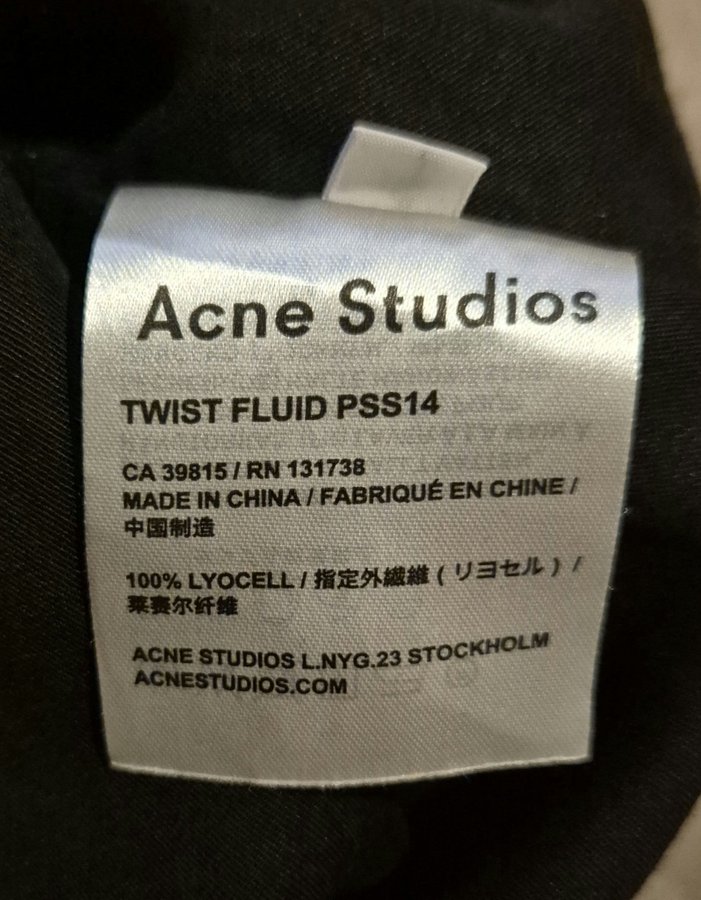 Acne Studios
TWIST FLUID PSS14
CA 39815 / RN 131738
MADE IN CHINA / FABRIQUÉ EN CHINE /
中国制造
100% LYOCELL / 指定外繊維 ( リヨセル ) /
莱赛尔纤维
ACNE STUDIOS L.NYG.23 STOCKHOLM
ACNESTUDIOS.COM